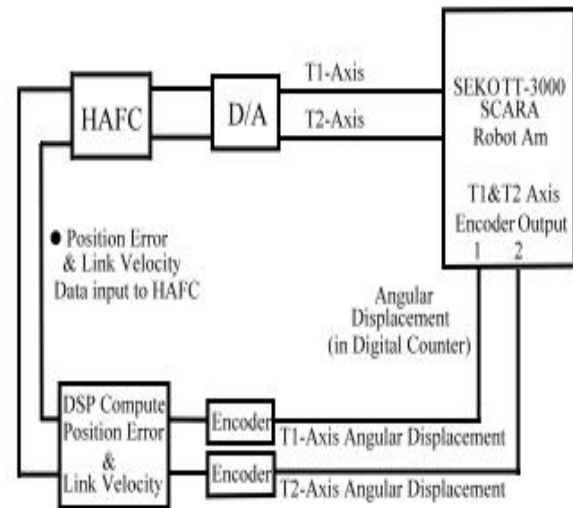 HAFC
D/A
T1-Axis
T2-Axis
SEKO TT-3000
SCARA
Robot Am
T1&T2 Axis
Encoder Output
1 2
● Position Error
& Link Velocity
Data input to HAFC
Angular
Displacement
(in Digital Counter)
DSP Compute
Position Error
&
Link Velocity
Encoder
T1-Axis Angular Displacement
Encoder
T2-Axis Angular Displacement